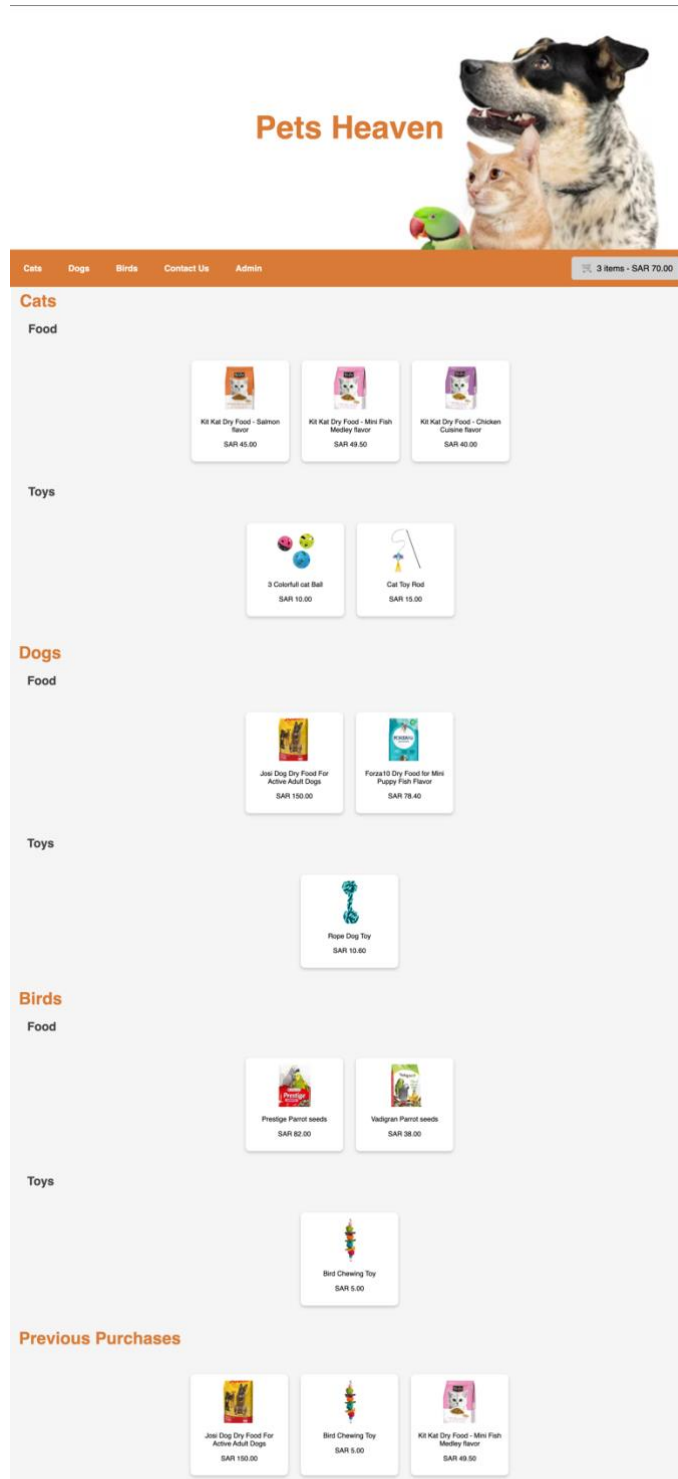 Pets Heaven
Cats Dogs Birds Contact Us Admin 3 items - SAR 70.00
Cats
Food
Kit Kat Dry Food - Salmon
flavor
SAR 45.00
Kit Kat Dry Food - Mini Fish
Medley flavor
SAR 49.50
Kit Kat Dry Food - Chicken
Cuisine flavor
SAR 40.00
Toys
3 Colorfull cat Ball
SAR 10.00
Cat Toy Rod
SAR 15.00
Dogs
Food
Josi Dog Dry Food For
Active Adult Dogs
SAR 150.00
Forza10 Dry Food for Mini
Puppy Fish Flavor
SAR 78.40
Toys
Rope Dog Toy
SAR 10.60
Birds
Food
Prestige
Prestige Parrot seeds
SAR 82.00
Vadigran Parrot seeds
SAR 38.00
Toys
Bird Chewing Toy
SAR 5.00
Previous Purchases
Josi Dog Dry Food For
Active Adult Dogs
SAR 150.00
Bird Chewing Toy
SAR 5.00
Kit Kat Dry Food - Mini Fish
Medley flavor
SAR 49.50